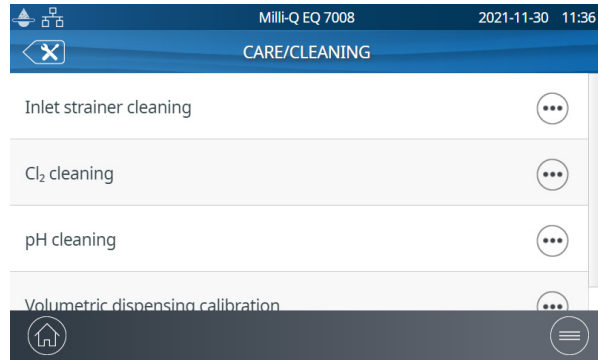 Milli-Q EQ 7008 2021-11-30 11:36
CARE/CLEANING
Inlet strainer cleaning
Cl₂ cleaning
pH cleaning
Volumetric dispensing calibration